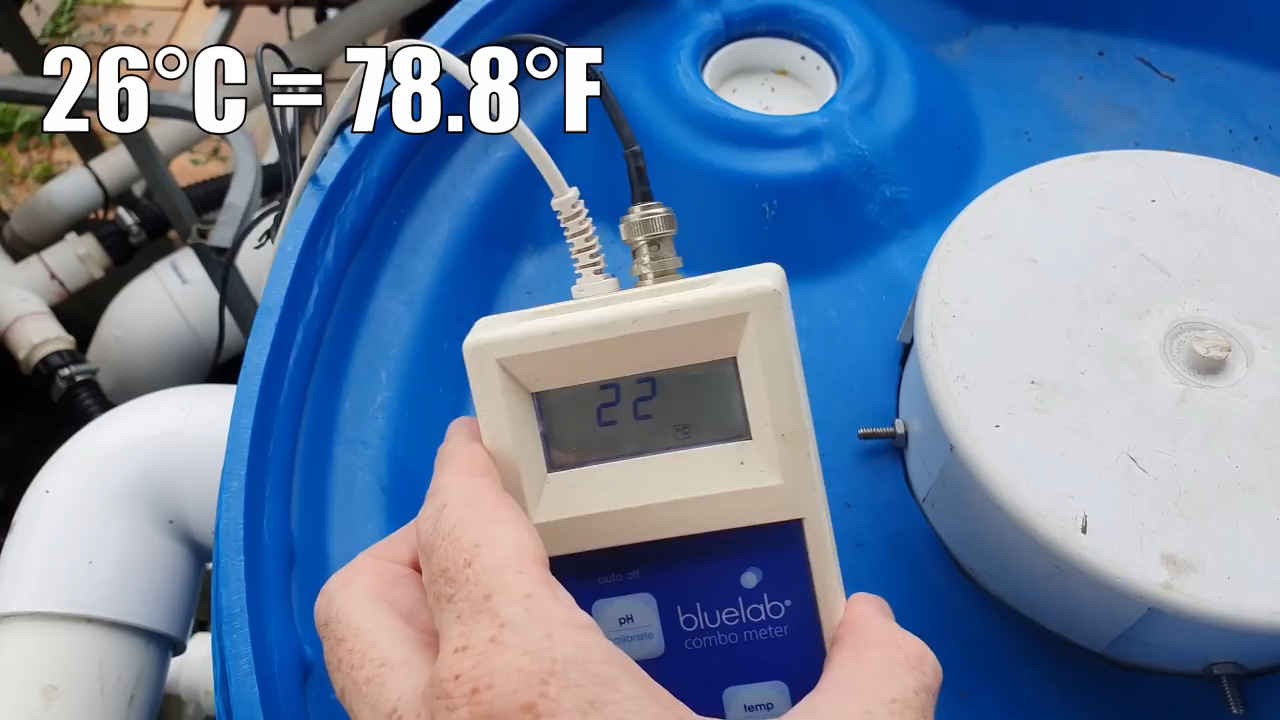 26°C = 78.8°F
22
°C
auto off
pH
calibrate
bluelab®
combo meter
temp